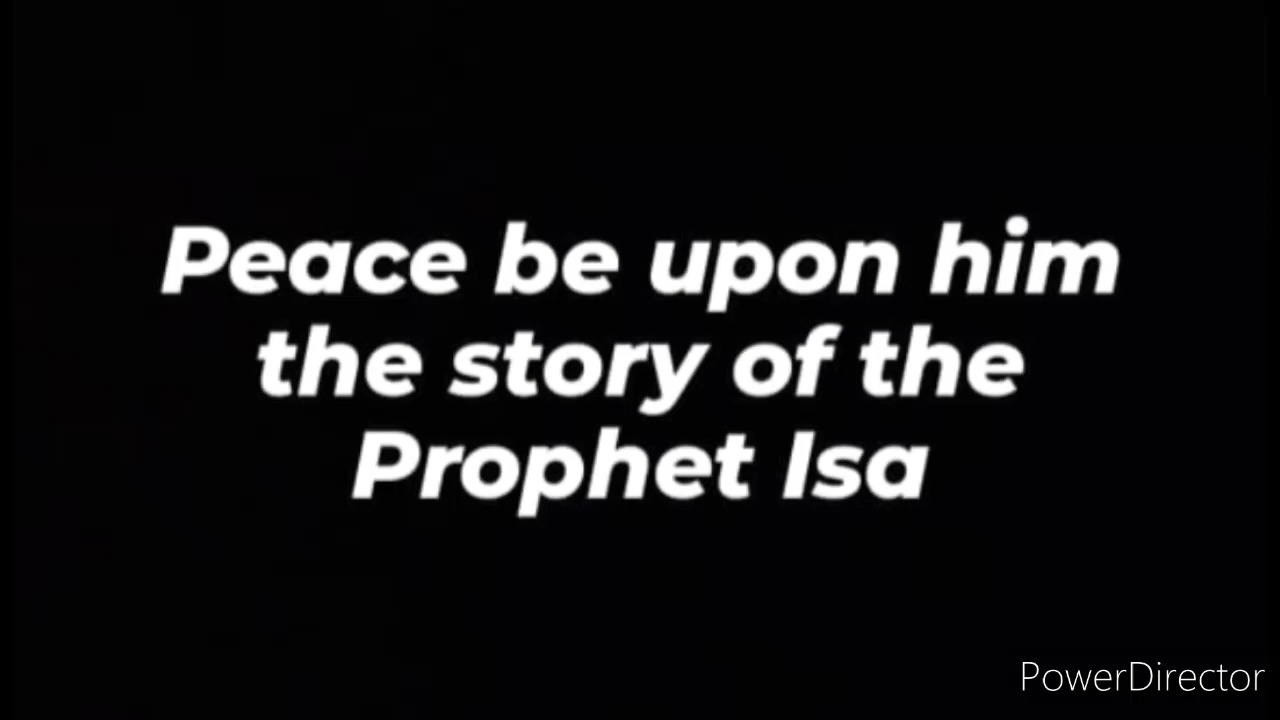 Peace be upon him
the story of the
Prophet Isa
PowerDirector